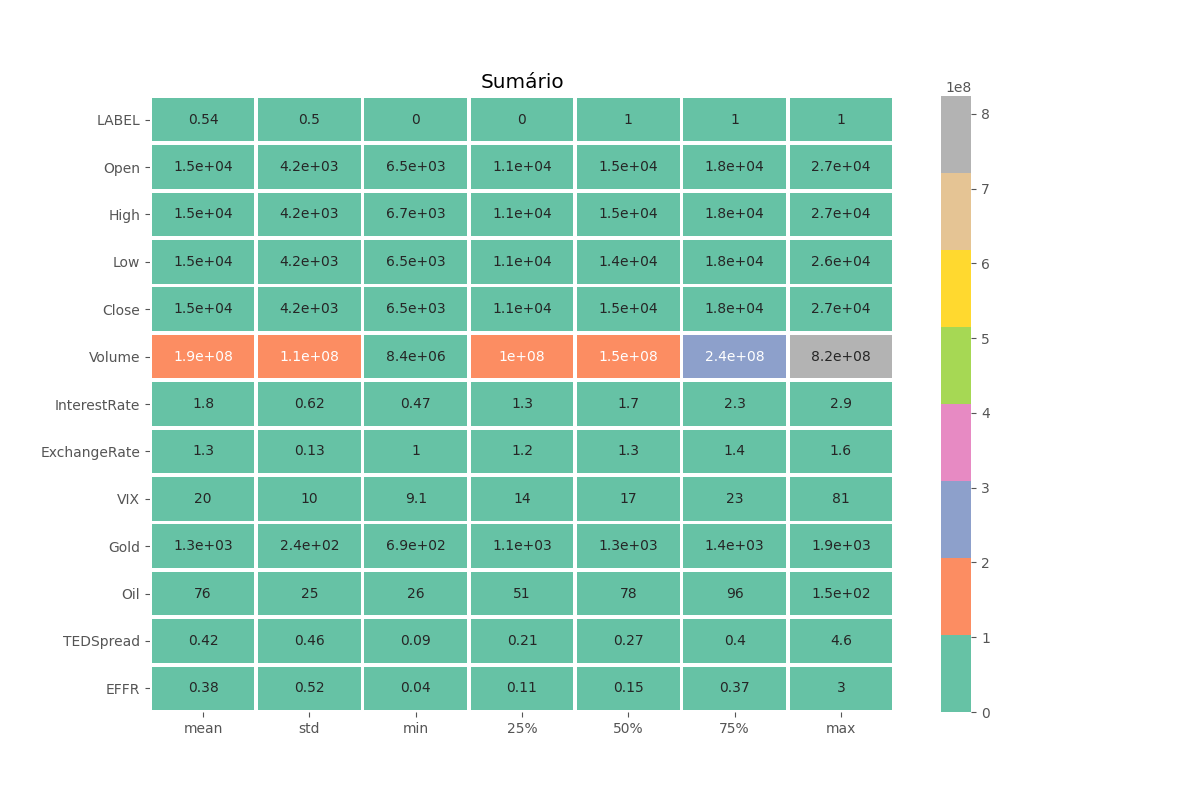 Sumário
LABEL 0.54 0.5 0 0 1 1 1
Open 1.5e+04 4.2e+03 6.5e+03 1.1e+04 1.5e+04 1.8e+04 2.7e+04
High 1.5e+04 4.2e+03 6.7e+03 1.1e+04 1.5e+04 1.8e+04 2.7e+04
Low 1.5e+04 4.2e+03 6.5e+03 1.1e+04 1.4e+04 1.8e+04 2.6e+04
Close 1.5e+04 4.2e+03 6.5e+03 1.1e+04 1.5e+04 1.8e+04 2.7e+04
Volume 1.9e+08 1.1e+08 8.4e+06 1e+08 1.5e+08 2.4e+08 8.2e+08
InterestRate 1.8 0.62 0.47 1.3 1.7 2.3 2.9
ExchangeRate 1.3 0.13 1 1.2 1.3 1.4 1.6
VIX 20 10 9.1 14 17 23 81
Gold 1.3e+03 2.4e+02 6.9e+02 1.1e+03 1.3e+03 1.4e+03 1.9e+03
Oil 76 25 26 51 78 96 1.5e+02
TEDSpread 0.42 0.46 0.09 0.21 0.27 0.4 4.6
EFFR 0.38 0.52 0.04 0.11 0.15 0.37 3
mean std min 25% 50% 75% max
1e8
8
7
6
5
4
3
2
1
0